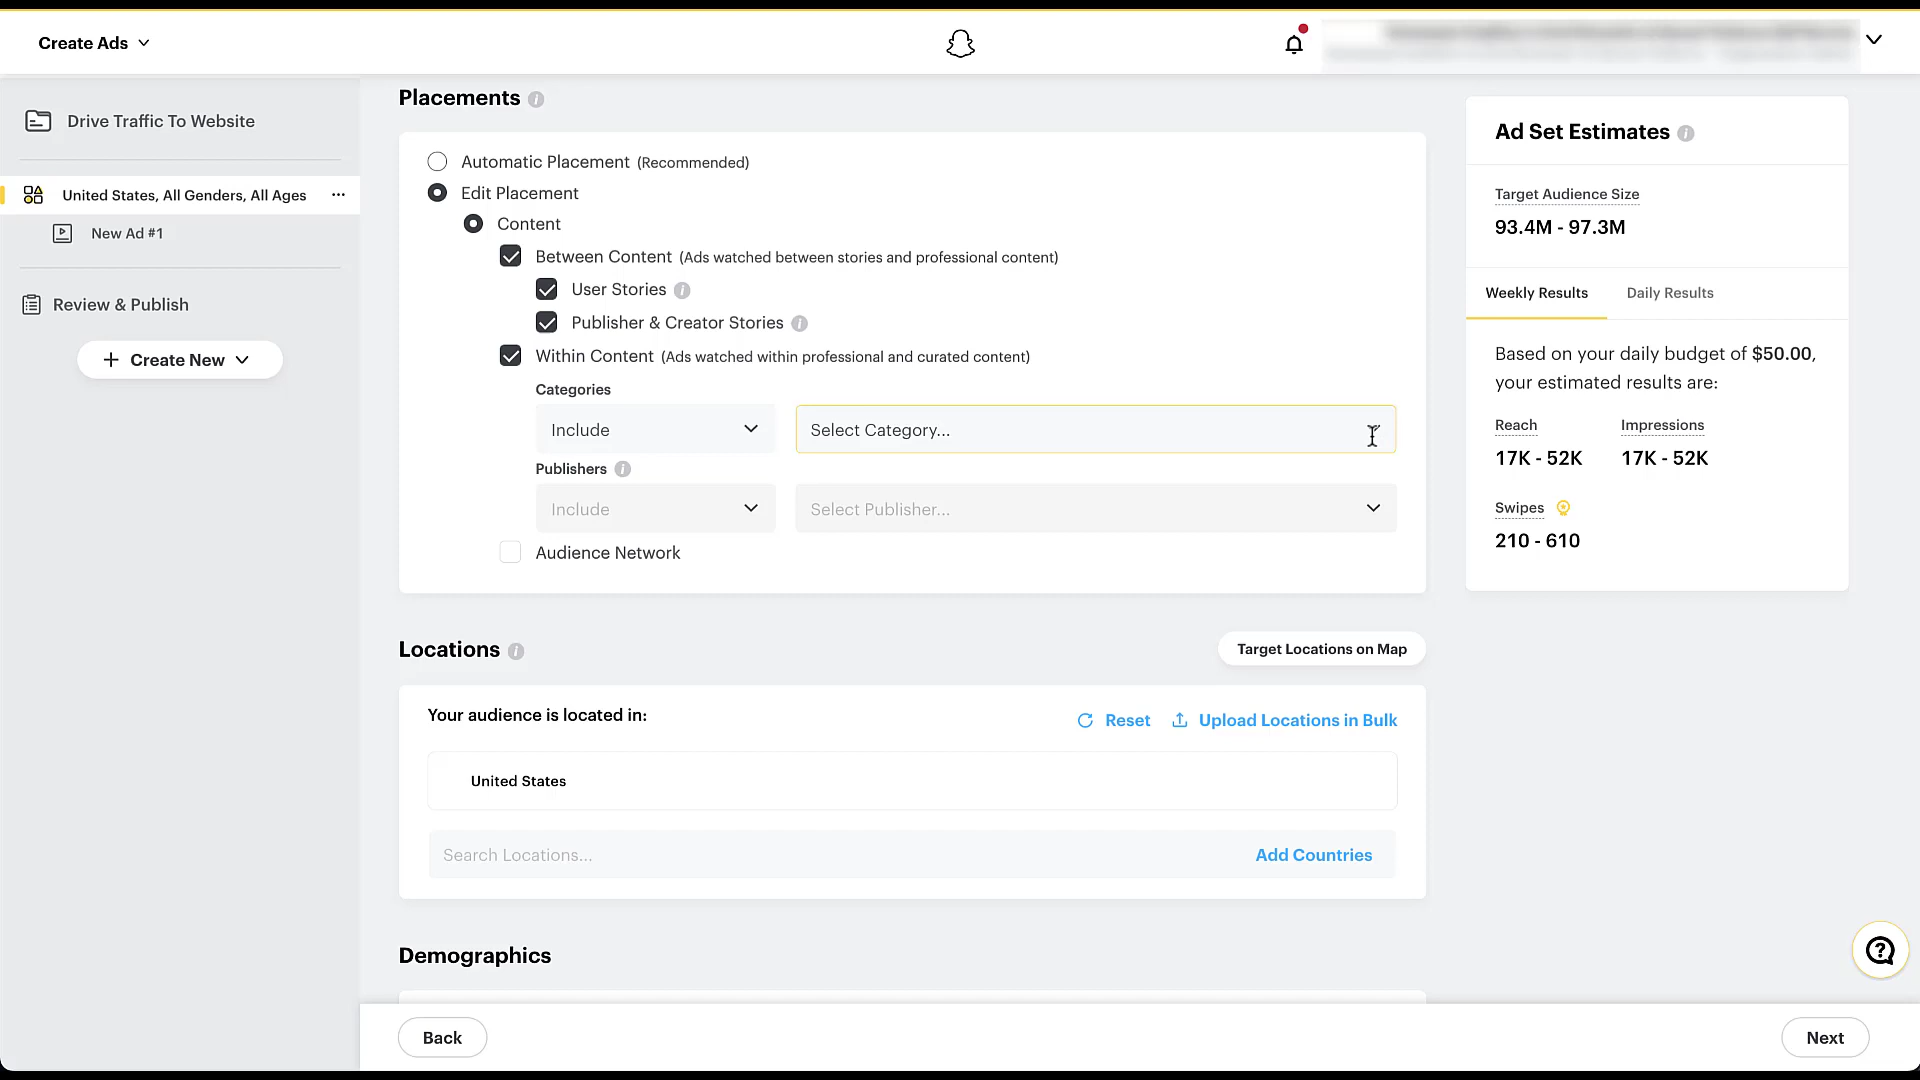 Create Ads
Drive Traffic To Website
United States, All Genders, All Ages
New Ad #1
Review & Publish
Create New
Placements
Automatic Placement (Recommended)
Edit Placement
Content
Between Content (Ads watched between stories and professional content)
User Stories
Publisher & Creator Stories
Within Content (Ads watched within professional and curated content)
Categories
Include
Select Category...
Publishers
Include
Select Publisher...
Audience Network
Locations
Target Locations on Map
Your audience is located in:
Reset
Upload Locations in Bulk
United States
Search Locations...
Add Countries
Demographics
Back
Next
Ad Set Estimates
Target Audience Size
93.4M - 97.3M
Weekly Results
Daily Results
Based on your daily budget of $50.00,
your estimated results are:
Reach
Impressions
17K - 52K
17K - 52K
Swipes
210 - 610